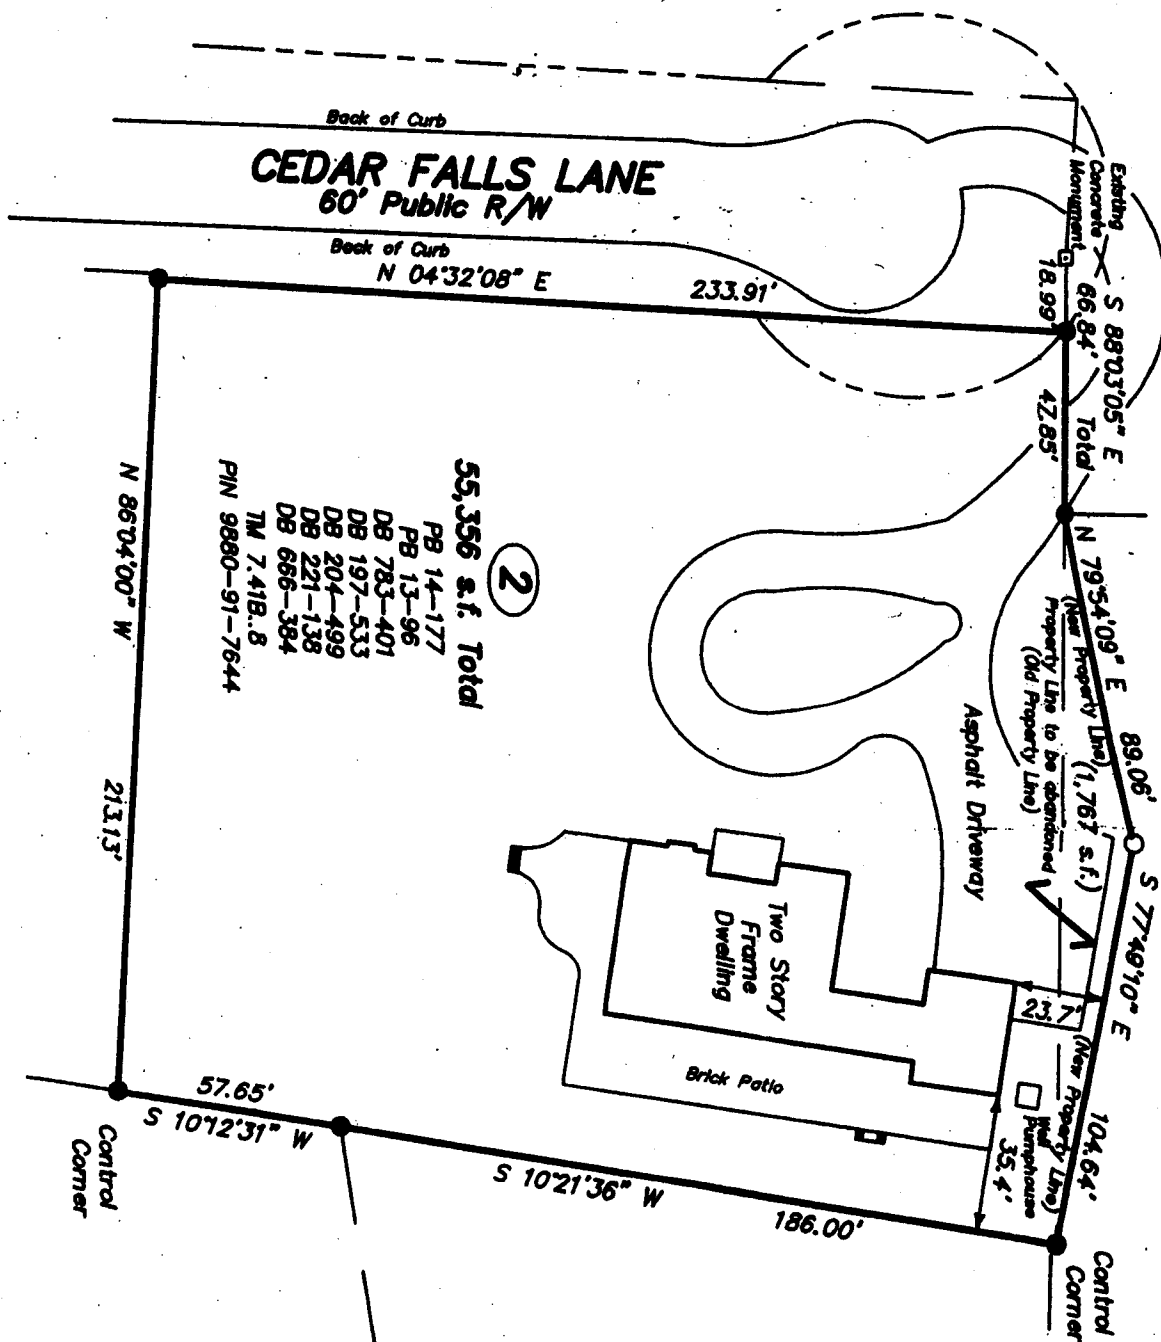 Back of Curb
CEDAR FALLS LANE
60' Public R/W
Back of Curb
N 04°32'08" E
233.91'
Existing
Concrete
Monument
18.99'
S 88°03'05" E
66.84' Total
47.85'
N 79°54'09" E
89.06'
(New Property Line)
(1,767 s.f.)
Property Line to be abandoned
(Old Property Line)
S 77°49'10" E
104.64'
(New Property Line)
Asphalt Driveway
23.7'
Well
Pumphouse
35.4'
Two Story
Frame
Dwelling
Brick Patio
2
55,356 s.f. Total
PB 14-177
PB 13-96
DB 783-401
DB 197-533
DB 204-499
DB 221-138
DB 666-384
TM 7.41B..8
PIN 9880-91-7644
N 86°04'00" W
213.13'
57.65'
S 10°12'31" W
S 10°21'36" W
186.00'
Control
Corner
Control
Corner